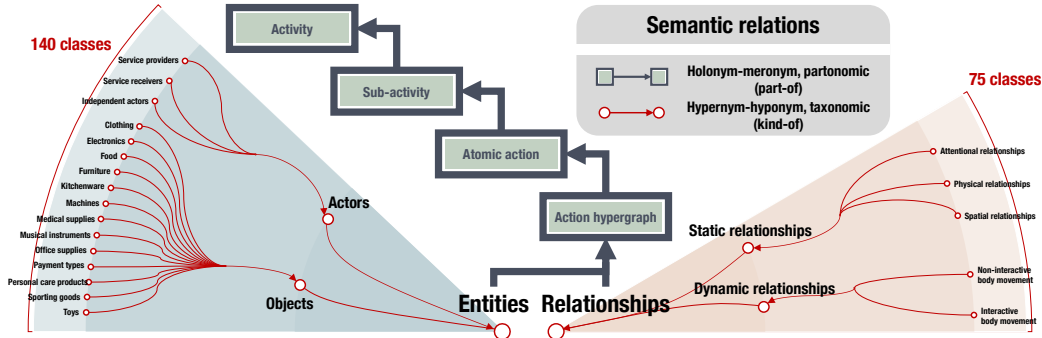 140 classes
Service providers
Service receivers
Independent actors
Clothing
Electronics
Food
Furniture
Kitchenware
Machines
Medical supplies
Musical instruments
Office supplies
Payment types
Personal care products
Sporting goods
Toys
Actors
Objects
Entities
Activity
Sub-activity
Atomic action
Action hypergraph
Semantic relations
Holonym-meronym, partonomic
(part-of)
Hypernym-hyponym, taxonomic
(kind-of)
75 classes
Attentional relationships
Physical relationships
Spatial relationships
Static relationships
Non-interactive
body movement
Dynamic relationships
Interactive
body movement
Relationships